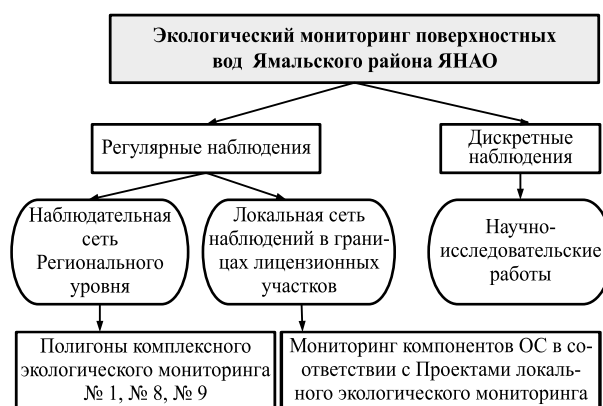 Экологический мониторинг поверхностных
вод Ямальского района ЯНАО
Регулярные наблюдения
Дискретные
наблюдения
Наблюдательная
сеть
Регионального
уровня
Локальная сеть
наблюдений в грани-
цах лицензионных
участков
Научно-
исследовательские
работы
Полигоны комплексного
экологического мониторинга
№ 1, № 8, № 9
Мониторинг компонентов ОС в со-
ответствии с Проектами локаль-
ного экологического мониторинга